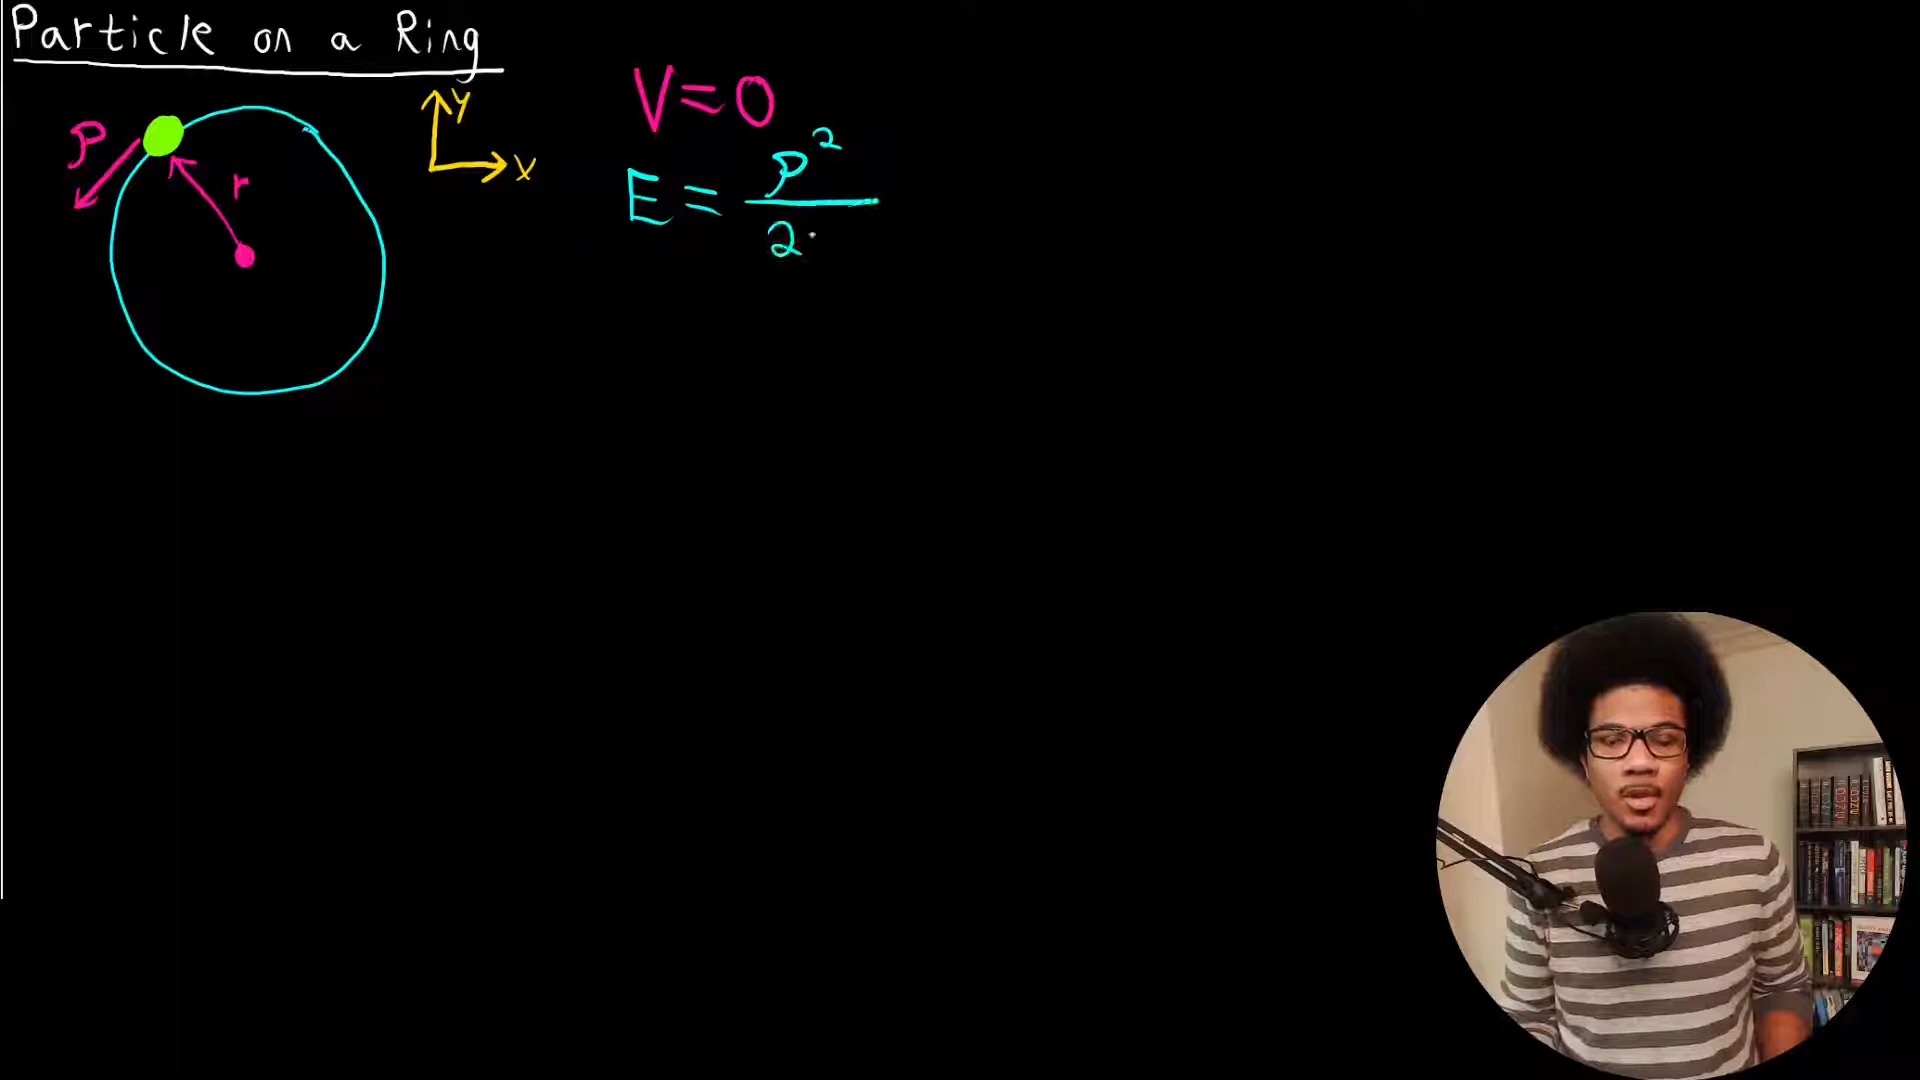 Particle on a Ring
V=0
y
x
p
r
E = p² / 2